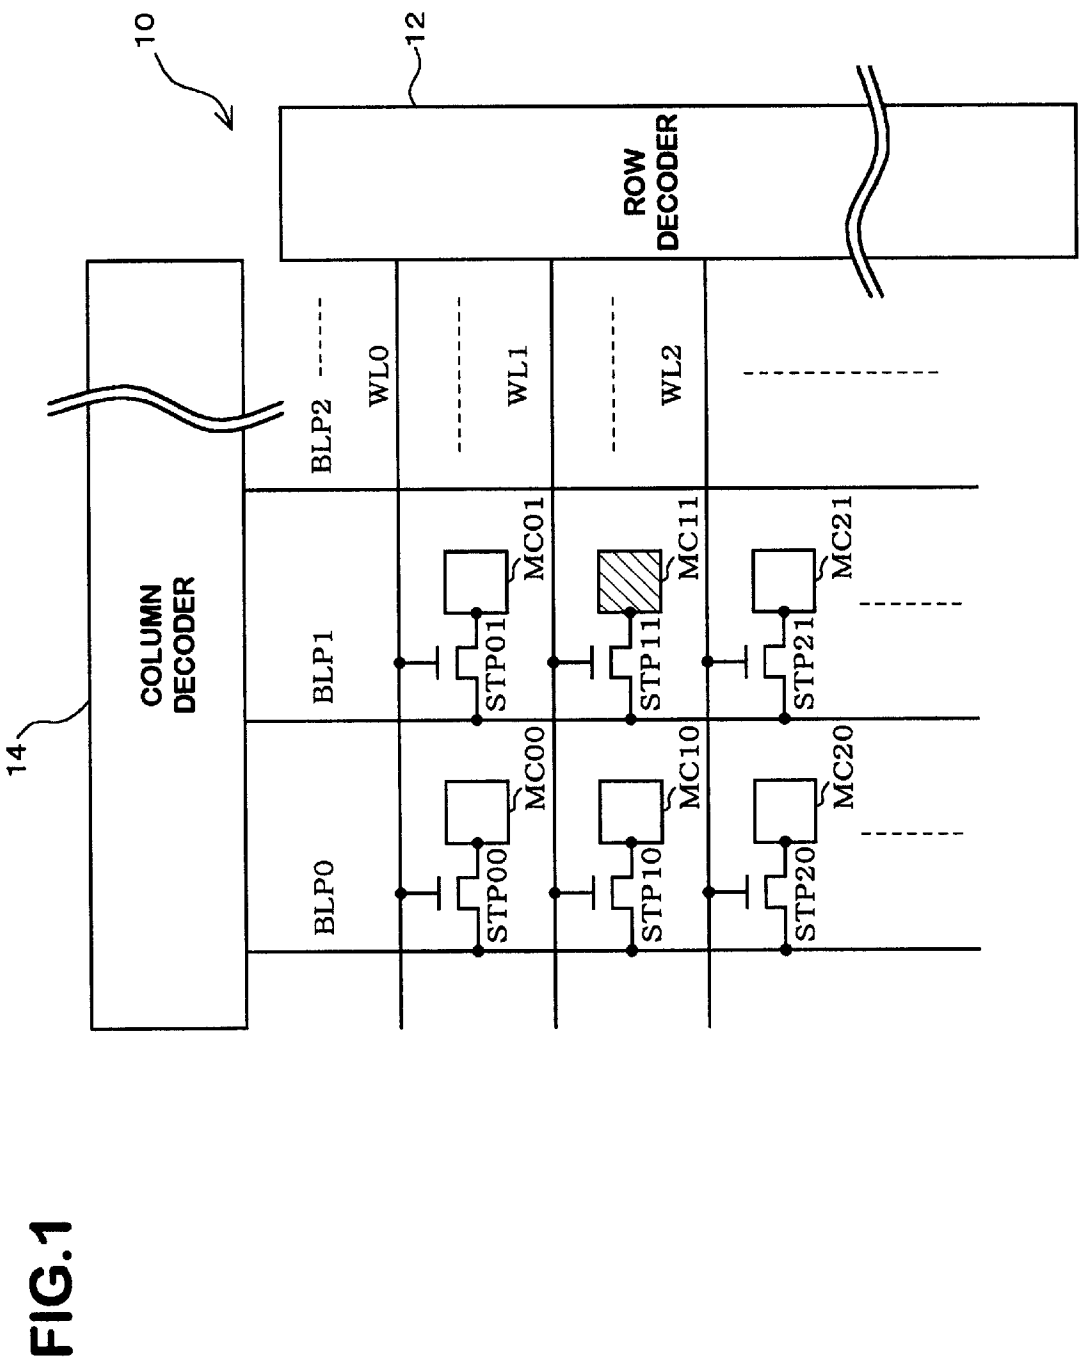 FIG.1
10
12
14
COLUMN
DECODER
ROW
DECODER
BLP0
BLP1
BLP2
WL0
WL1
WL2
STP00
MC00
STP01
MC01
STP10
MC10
STP11
MC11
STP20
MC20
STP21
MC21